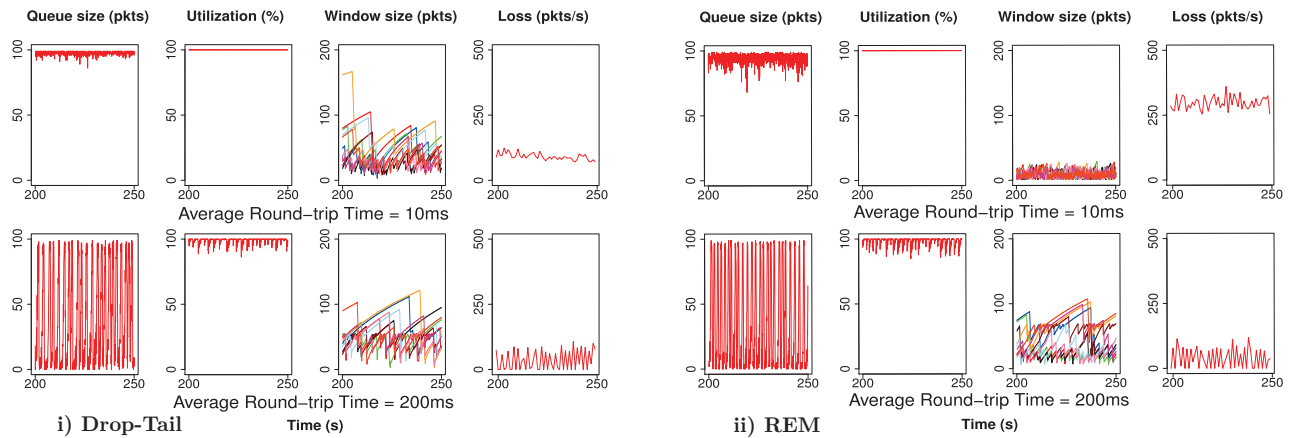 Queue size (pkts) Utilization (%) Window size (pkts) Loss (pkts/s)
0 50 100
200 250
0 50 100
200 250
0 100 200
200 250
0 250 500
200 250
Average Round−trip Time = 10ms
0 50 100
200 250
0 50 100
200 250
0 100 200
200 250
0 250 500
200 250
Average Round−trip Time = 200ms
i) Drop-Tail
Time (s)
Queue size (pkts) Utilization (%) Window size (pkts) Loss (pkts/s)
0 50 100
200 250
0 50 100
200 250
0 100 200
200 250
0 250 500
200 250
Average Round−trip Time = 10ms
0 50 100
200 250
0 50 100
200 250
0 100 200
200 250
0 250 500
200 250
Average Round−trip Time = 200ms
ii) REM
Time (s)